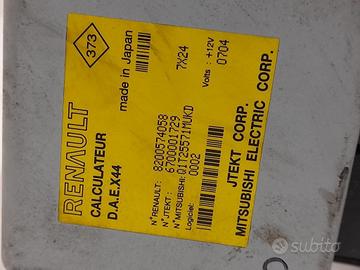 RENAULT
373
CALCULATEUR
D.A.E.X44
made in Japan
N°RENAULT: 8200574058
N°JTEKT: 6700001729
N°MITSUBISHI: Q1T25571MUKD
Logiciel: 0002
7X24
Volts: +12V
0704
JTEKT CORP.
MITSUBISHI ELECTRIC CORP.
subito